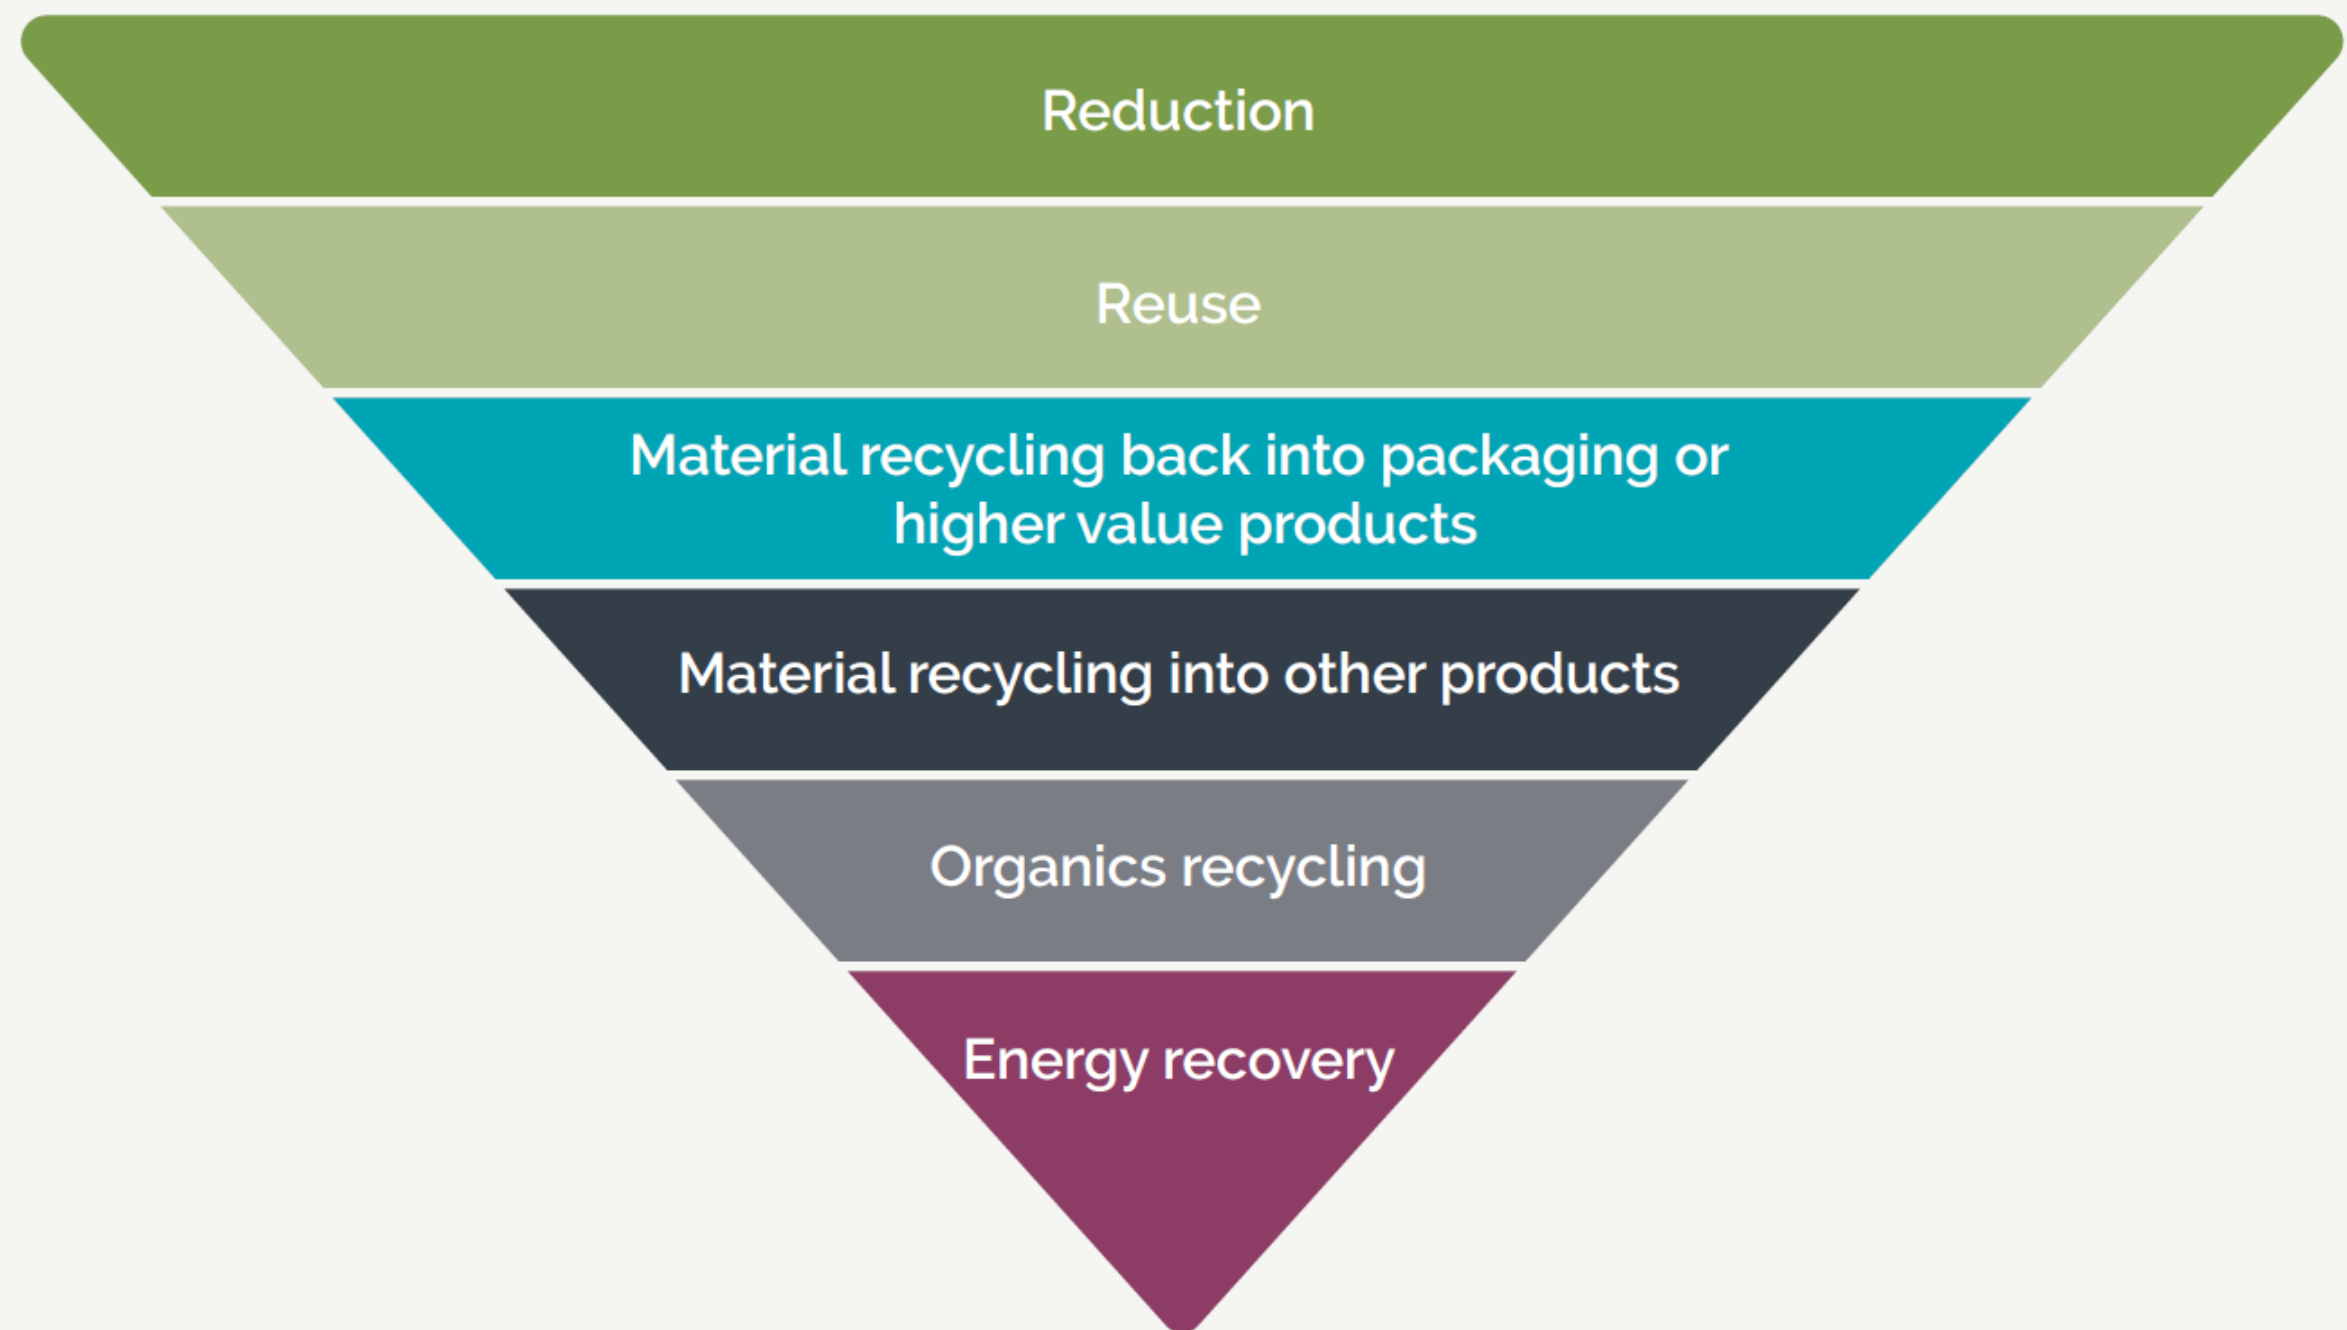 Reduction
Reuse
Material recycling back into packaging or
higher value products
Material recycling into other products
Organics recycling
Energy recovery